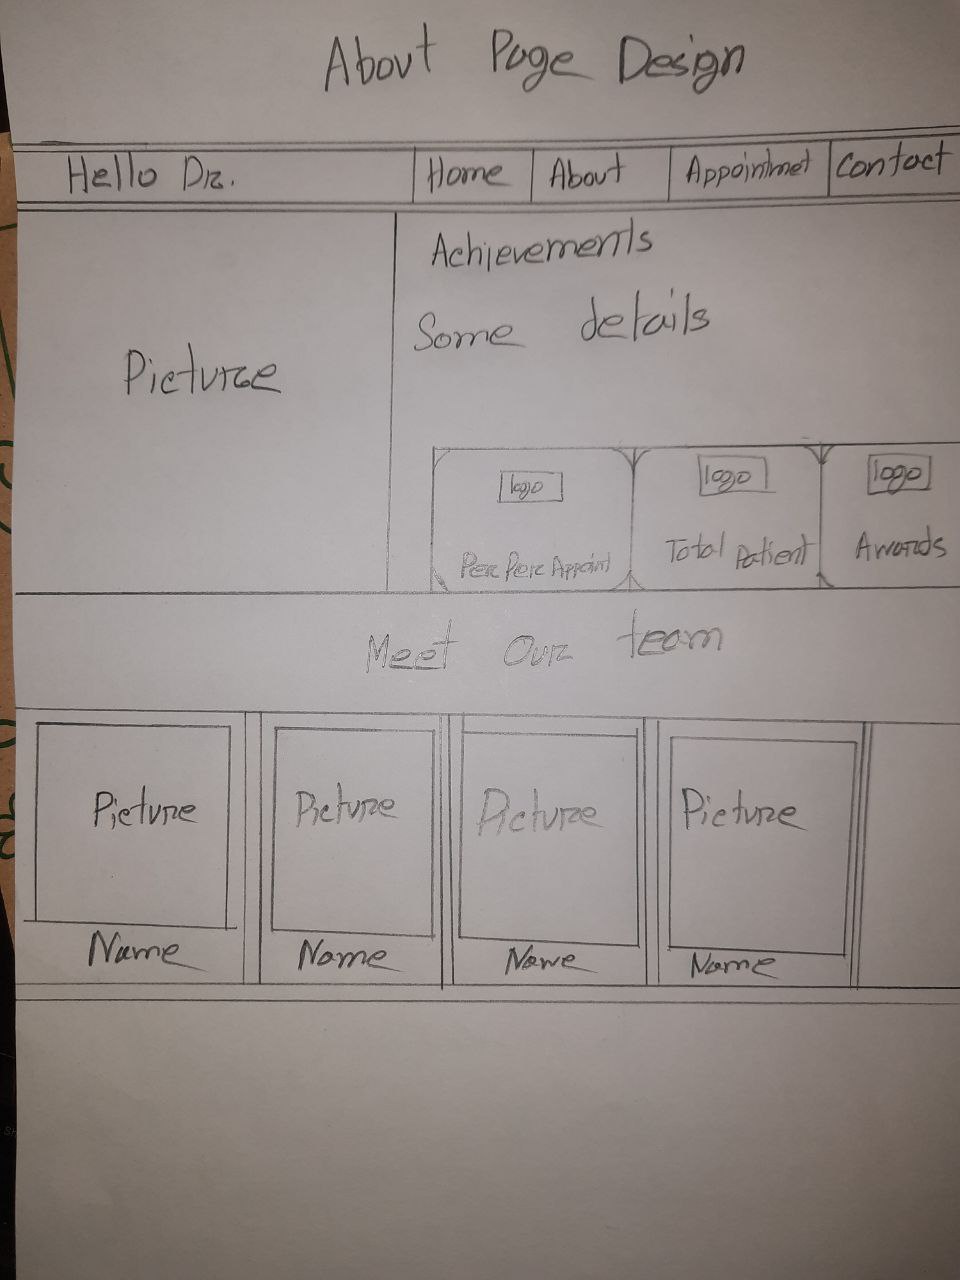 About Page Design
Hello Dr.
Home
About
Appointmet
Contact
Achievements
Some details
Picture
logo
logo
logo
Per Per Appoint
Total Patient
Awards
Meet Our team
Picture
Picture
Picture
Picture
Name
Name
Name
Name